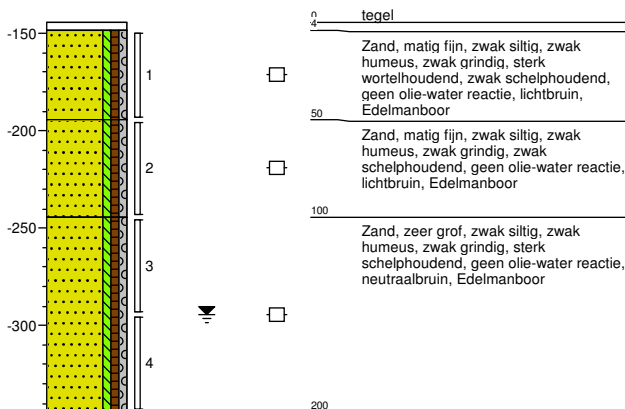 0
tegel
4
-150
Zand, matig fijn, zwak siltig, zwak
humeus, zwak grindig, sterk
wortelhoudend, zwak schelphoudend,
geen olie-water reactie, lichtbruin,
Edelmanboor
1
50
-200
Zand, matig fijn, zwak siltig, zwak
humeus, zwak grindig, zwak
schelphoudend, geen olie-water reactie,
lichtbruin, Edelmanboor
2
100
-250
Zand, zeer grof, zwak siltig, zwak
humeus, zwak grindig, sterk
schelphoudend, geen olie-water reactie,
neutraalbruin, Edelmanboor
3
-300
4
200